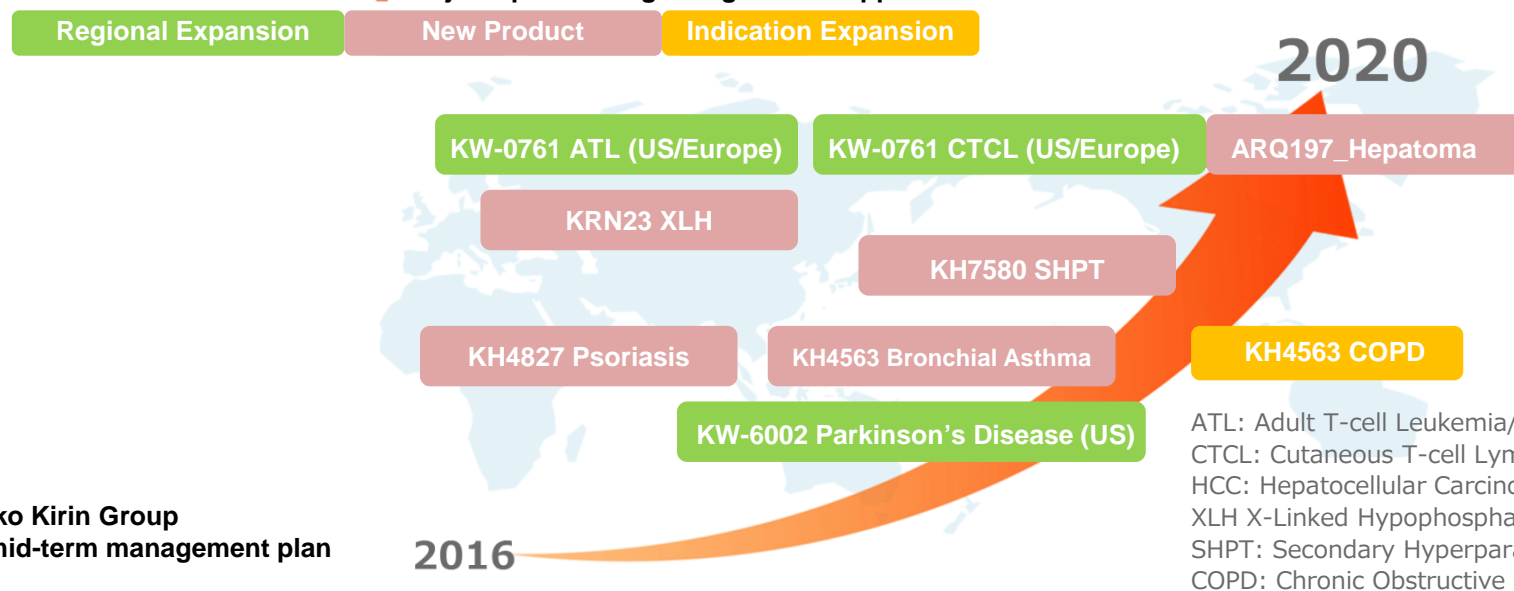 Regional Expansion
New Product
Indication Expansion
2020
KW-0761 ATL (US/Europe)
KW-0761 CTCL (US/Europe)
ARQ197_Hepatoma
KRN23 XLH
KH7580 SHPT
KH4827 Psoriasis
KH4563 Bronchial Asthma
KH4563 COPD
KW-6002 Parkinson's Disease (US)
ATL: Adult T-cell Leukemia/
CTCL: Cutaneous T-cell Lym
HCC: Hepatocellular Carcino
XLH X-Linked Hypophospha
SHPT: Secondary Hyperpara
COPD: Chronic Obstructive
ko Kirin Group
mid-term management plan
2016